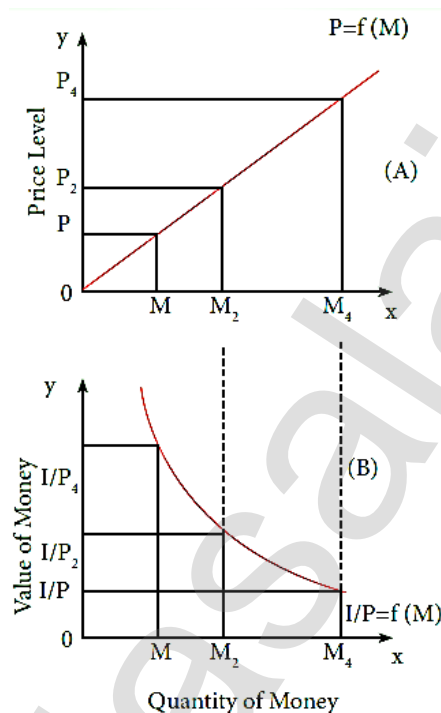 P=f (M)
y
P4
Price Level
P2
(A)
P
0
M
M2
M4
x
y
I/P4
(B)
Value of Money
I/P2
I/P
I/P=f (M)
0
M
M2
M4
x
Quantity of Money